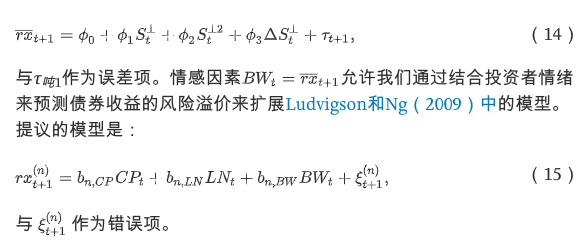 $\overline{rx}_{t+1} = \phi_0 + \phi_1 S_t^{\perp} + \phi_2 S_t^{\perp 2} + \phi_3 \Delta S_t^{\perp} + \tau_{t+1},$ （14）
与τ吨1作为误差项。情感因素$BW_t = \overline{rx}_{t+1}$允许我们通过结合投资者情绪
来预测债券收益的风险溢价来扩展Ludvigson和Ng（2009）中的模型。
提议的模型是：
$rx_{t+1}^{(n)} = b_{n,CP} CP_t + b_{n,LN} LN_t + b_{n,BW} BW_t + \xi_{t+1}^{(n)},$ （15）
与 $\xi_{t+1}^{(n)}$ 作为错误项。